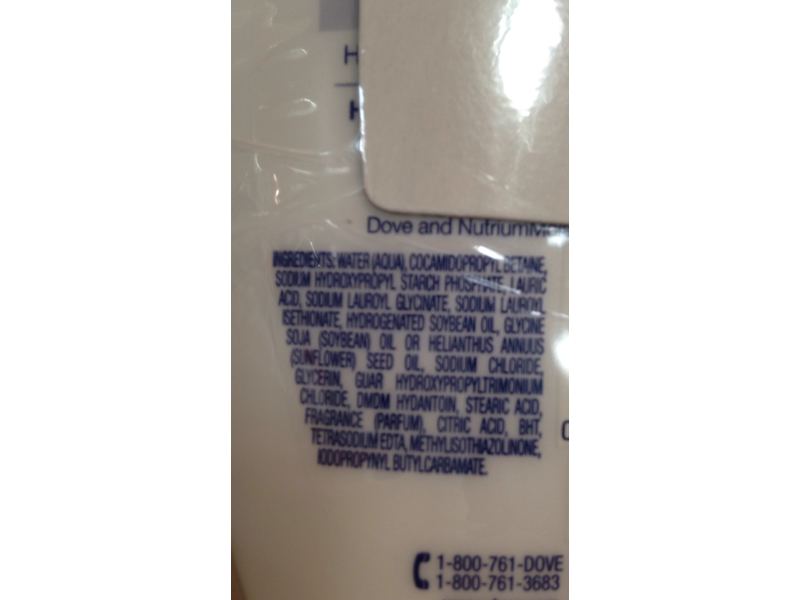 H
H
Dove and Nutrium
INGREDIENTS: WATER (AQUA), COCAMIDOPROPYL BETAINE,
SODIUM HYDROXYPROPYL STARCH PHOSPHATE, LAURIC
ACID, SODIUM LAUROYL GLYCINATE, SODIUM LAUROYL
ISETHIONATE, HYDROGENATED SOYBEAN OIL, GLYCINE
SOJA (SOYBEAN) OIL OR HELIANTHUS ANNUUS
(SUNFLOWER) SEED OIL, SODIUM CHLORIDE,
GLYCERIN, GUAR HYDROXYPROPYLTRIMONIUM
CHLORIDE, DMDM HYDANTOIN, STEARIC ACID,
FRAGRANCE (PARFUM), CITRIC ACID, BHT,
TETRASODIUM EDTA, METHYLISOTHIAZOLINONE,
IODOPROPYNYL BUTYLCARBAMATE.
1-800-761-DOVE
1-800-761-3683